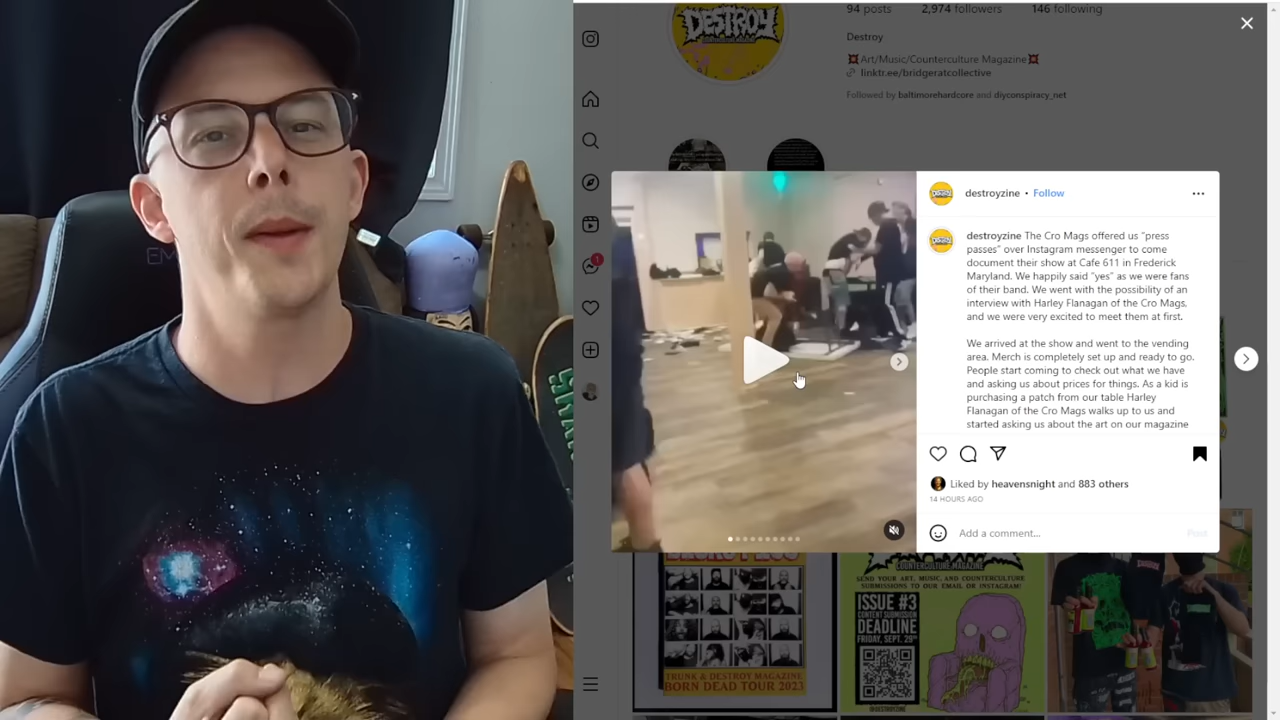 DESTROY
94 posts 2,974 followers 146 following
Destroy
💥Art/Music/Counterculture Magazine💥
linktr.ee/bridgeratcollective
Followed by baltimorehardcore and diyconspiracy_net
EM
1
destroyzine • Follow
destroyzine The Cro Mags offered us "press
passes" over Instagram messenger to come
document their show at Cafe 611 in Frederick
Maryland. We happily said "yes" as we were fans
of their band. We went with the possibility of an
interview with Harley Flanagan of the Cro Mags,
and we were very excited to meet them at first.
We arrived at the show and went to the vending
area. Merch is completely set up and ready to go.
People start coming to check out what we have
and asking us about prices for things. As a kid is
purchasing a patch from our table Harley
Flanagan of the Cro Mags walks up to us and
started asking us about the art on our magazine
Liked by heavensnight and 883 others
14 HOURS AGO
Add a comment...
Post
TRUNK & DESTROY MAGAZINE
BORN DEAD TOUR 2023
COUNTERCULTURE MAGAZINE
SEND YOUR ART, MUSIC, AND COUNTERCULTURE
SUBMISSIONS TO OUR EMAIL OR INSTAGRAM!
ISSUE #3
CONTENT SUBMISSION
DEADLINE
FRIDAY, SEPT. 29TH
@DESTROYZINE